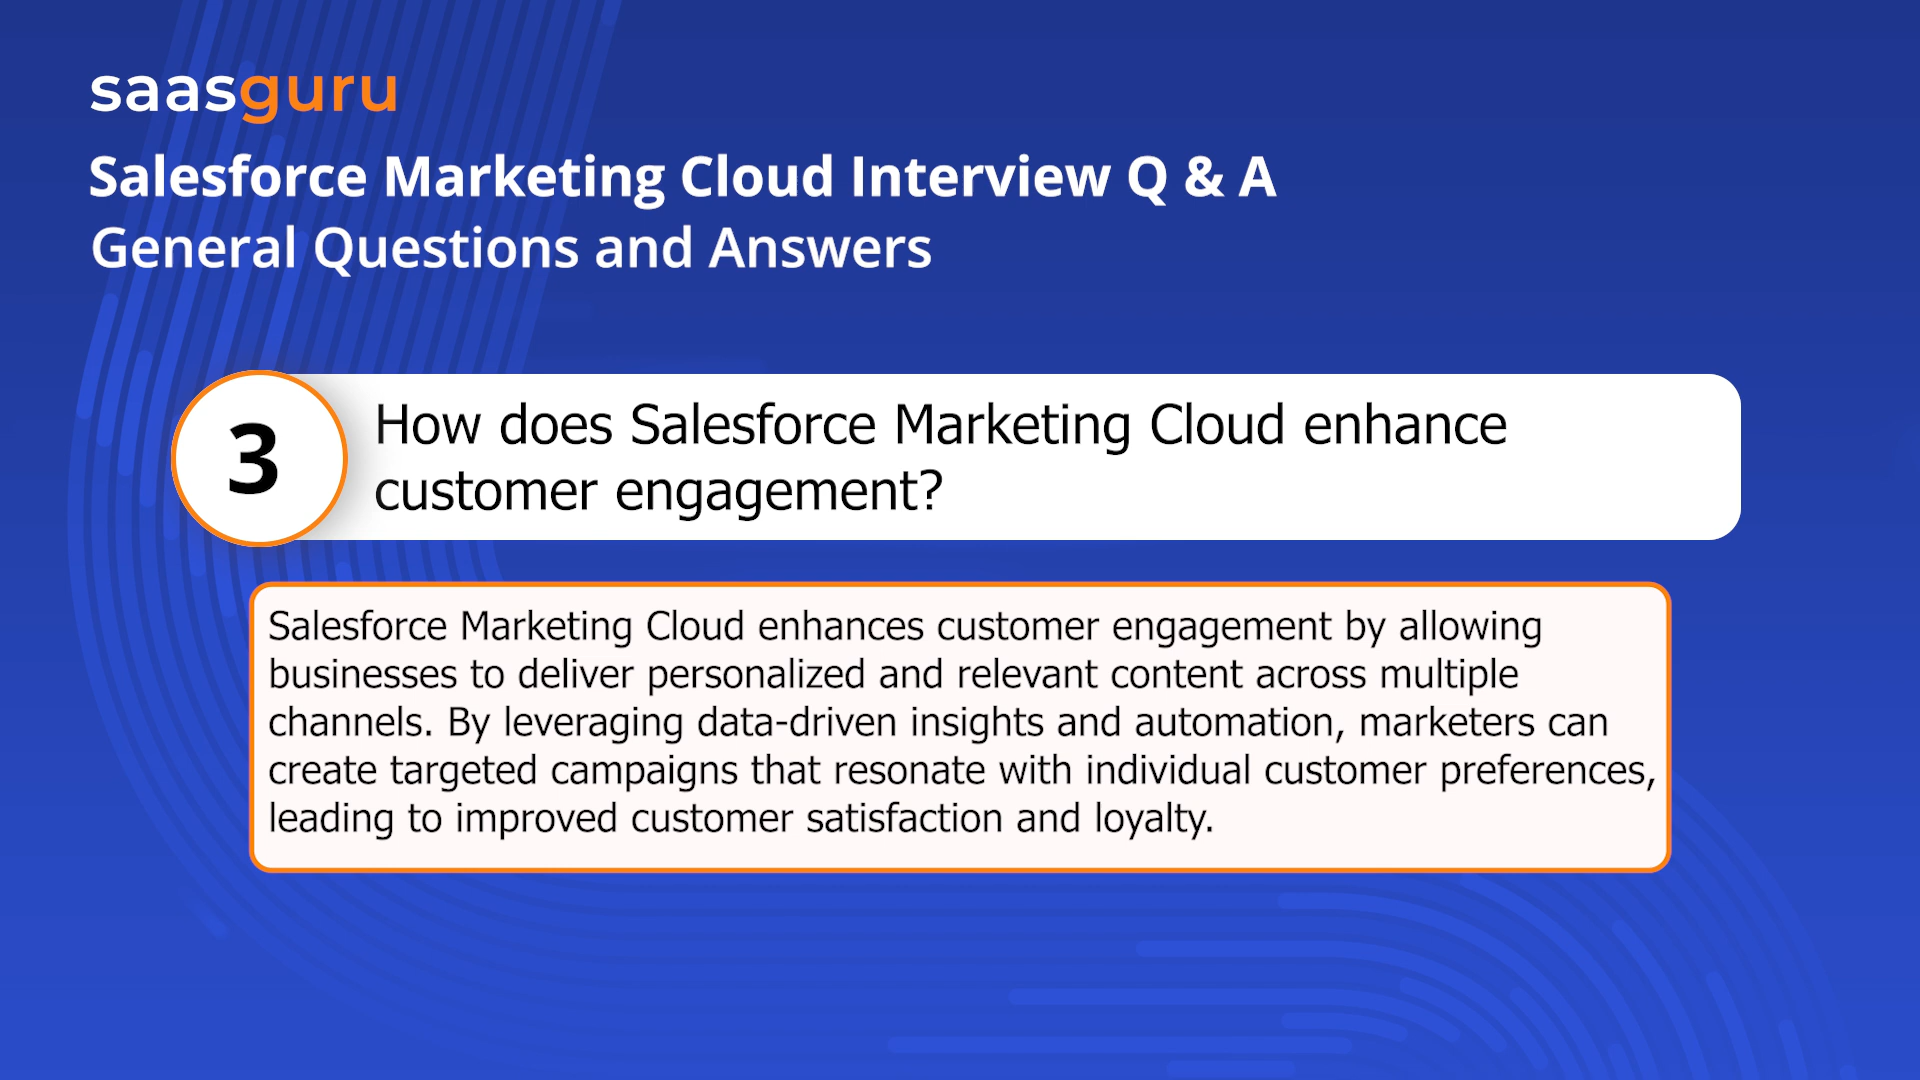 saasguru
Salesforce Marketing Cloud Interview Q & A
General Questions and Answers
3
How does Salesforce Marketing Cloud enhance
customer engagement?
Salesforce Marketing Cloud enhances customer engagement by allowing
businesses to deliver personalized and relevant content across multiple
channels. By leveraging data-driven insights and automation, marketers can
create targeted campaigns that resonate with individual customer preferences,
leading to improved customer satisfaction and loyalty.